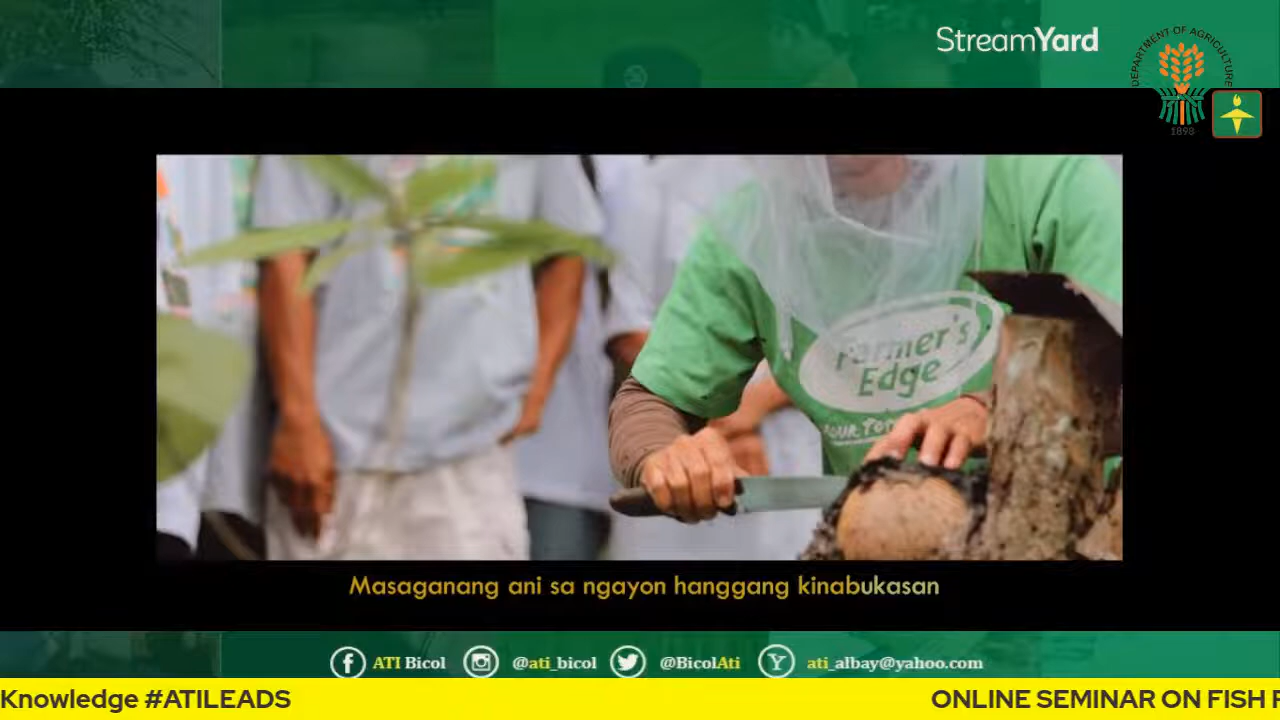 StreamYard
DEPARTMENT OF AGRICULTURE
1898
Farmer's
Edge
Masaganang ani sa ngayon hanggang kinabukasan
ATI Bicol @ati_bicol @BicolAti ati_albay@yahoo.com
Knowledge #ATILEADS ONLINE SEMINAR ON FISH